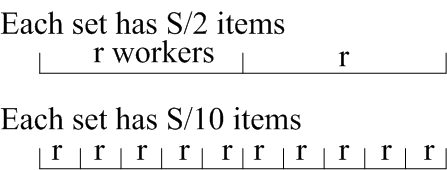 Each set has S/2 items
r workers r
Each set has S/10 items
r r r r r r r r r r